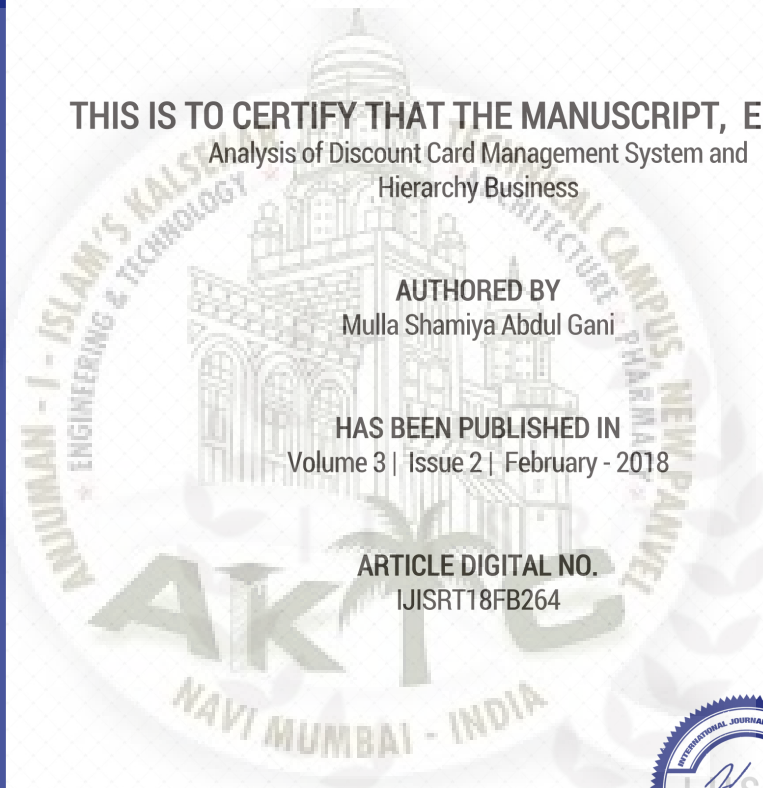 THIS IS TO CERTIFY THAT THE MANUSCRIPT, E
Analysis of Discount Card Management System and
Hierarchy Business
AUTHORED BY
Mulla Shamiya Abdul Gani
HAS BEEN PUBLISHED IN
Volume 3 | Issue 2 | February - 2018
ARTICLE DIGITAL NO.
IJISRT18FB264
ANJUMAN - I - ISLAM'S KALSEKAR TECHNICAL CAMPUS, NEW PANVEL
ENGINEERING & TECHNOLOGY * ARCHITECTURE * PHARMACY
AKTC
NAVI MUMBAI - INDIA
INTERNATIONAL JOURNAL